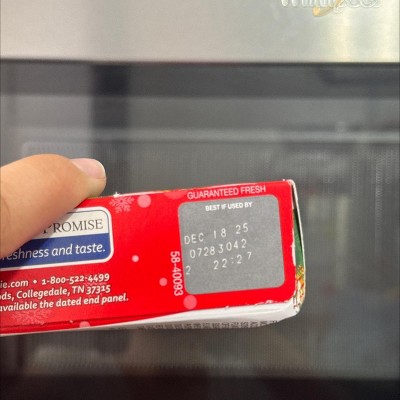 GUARANTEED FRESH
BEST IF USED BY
DEC 18 25
07283042
2 22:27
58-40093
PROMISE
freshness and taste.
ie.com • 1-800-522-4499
ds, Collegedale, TN 37315
available the dated end panel.